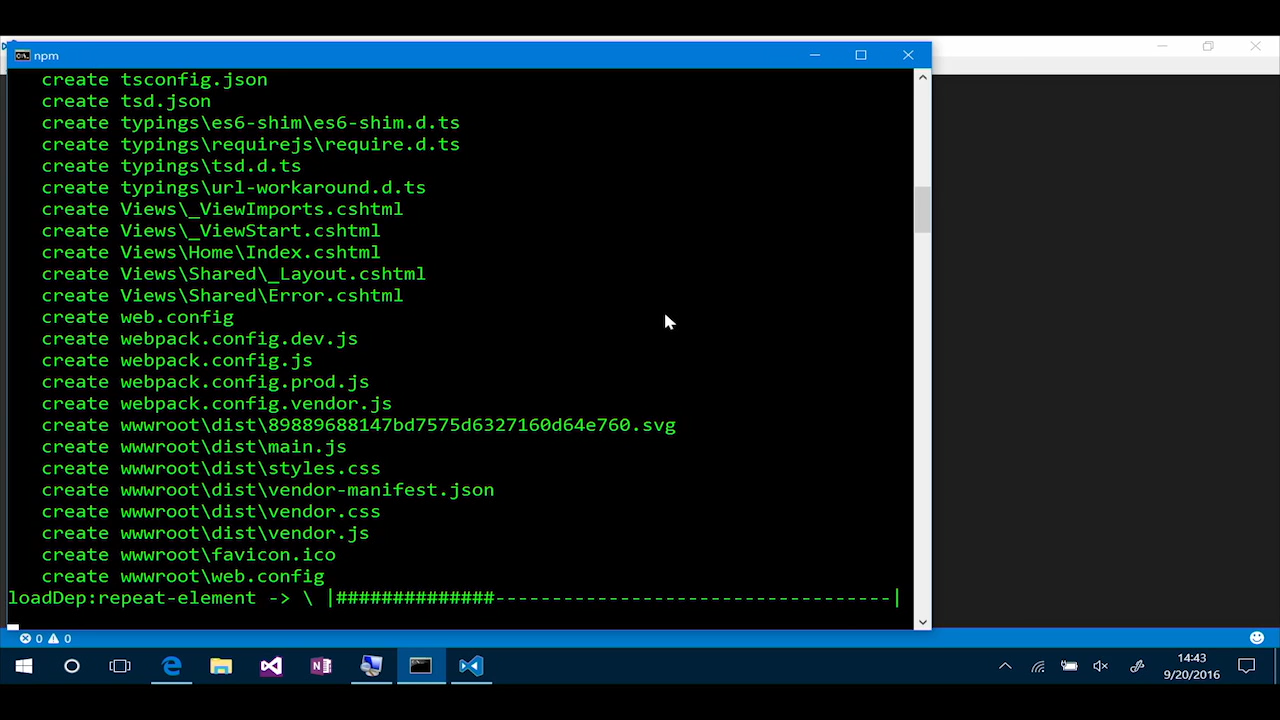 npm
create tsconfig.json
create tsd.json
create typings\es6-shim\es6-shim.d.ts
create typings\requirejs\require.d.ts
create typings\tsd.d.ts
create typings\url-workaround.d.ts
create Views\_ViewImports.cshtml
create Views\_ViewStart.cshtml
create Views\Home\Index.cshtml
create Views\Shared\_Layout.cshtml
create Views\Shared\Error.cshtml
create web.config
create webpack.config.dev.js
create webpack.config.js
create webpack.config.prod.js
create webpack.config.vendor.js
create wwwroot\dist\89889688147bd7575d6327160d64e760.svg
create wwwroot\dist\main.js
create wwwroot\dist\styles.css
create wwwroot\dist\vendor-manifest.json
create wwwroot\dist\vendor.css
create wwwroot\dist\vendor.js
create wwwroot\favicon.ico
create wwwroot\web.config
loadDep:repeat-element -> \ |##############-----------------------------------|
0 0
14:43
9/20/2016